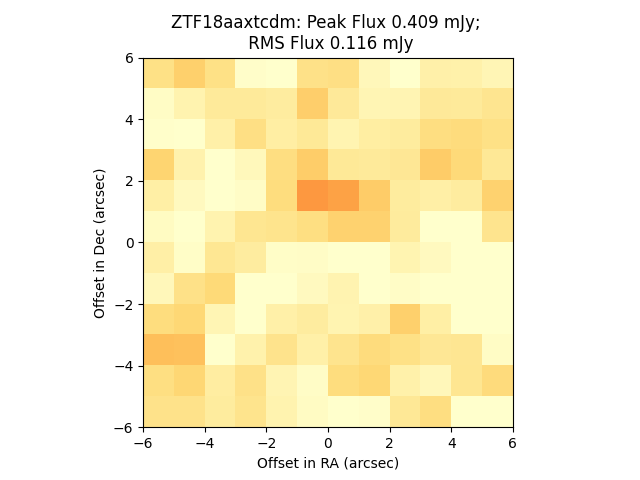 ZTF18aaxtcdm: Peak Flux 0.409 mJy;
RMS Flux 0.116 mJy
6
4
2
0
−2
−4
−6
Offset in Dec (arcsec)
−6 −4 −2 0 2 4 6
Offset in RA (arcsec)